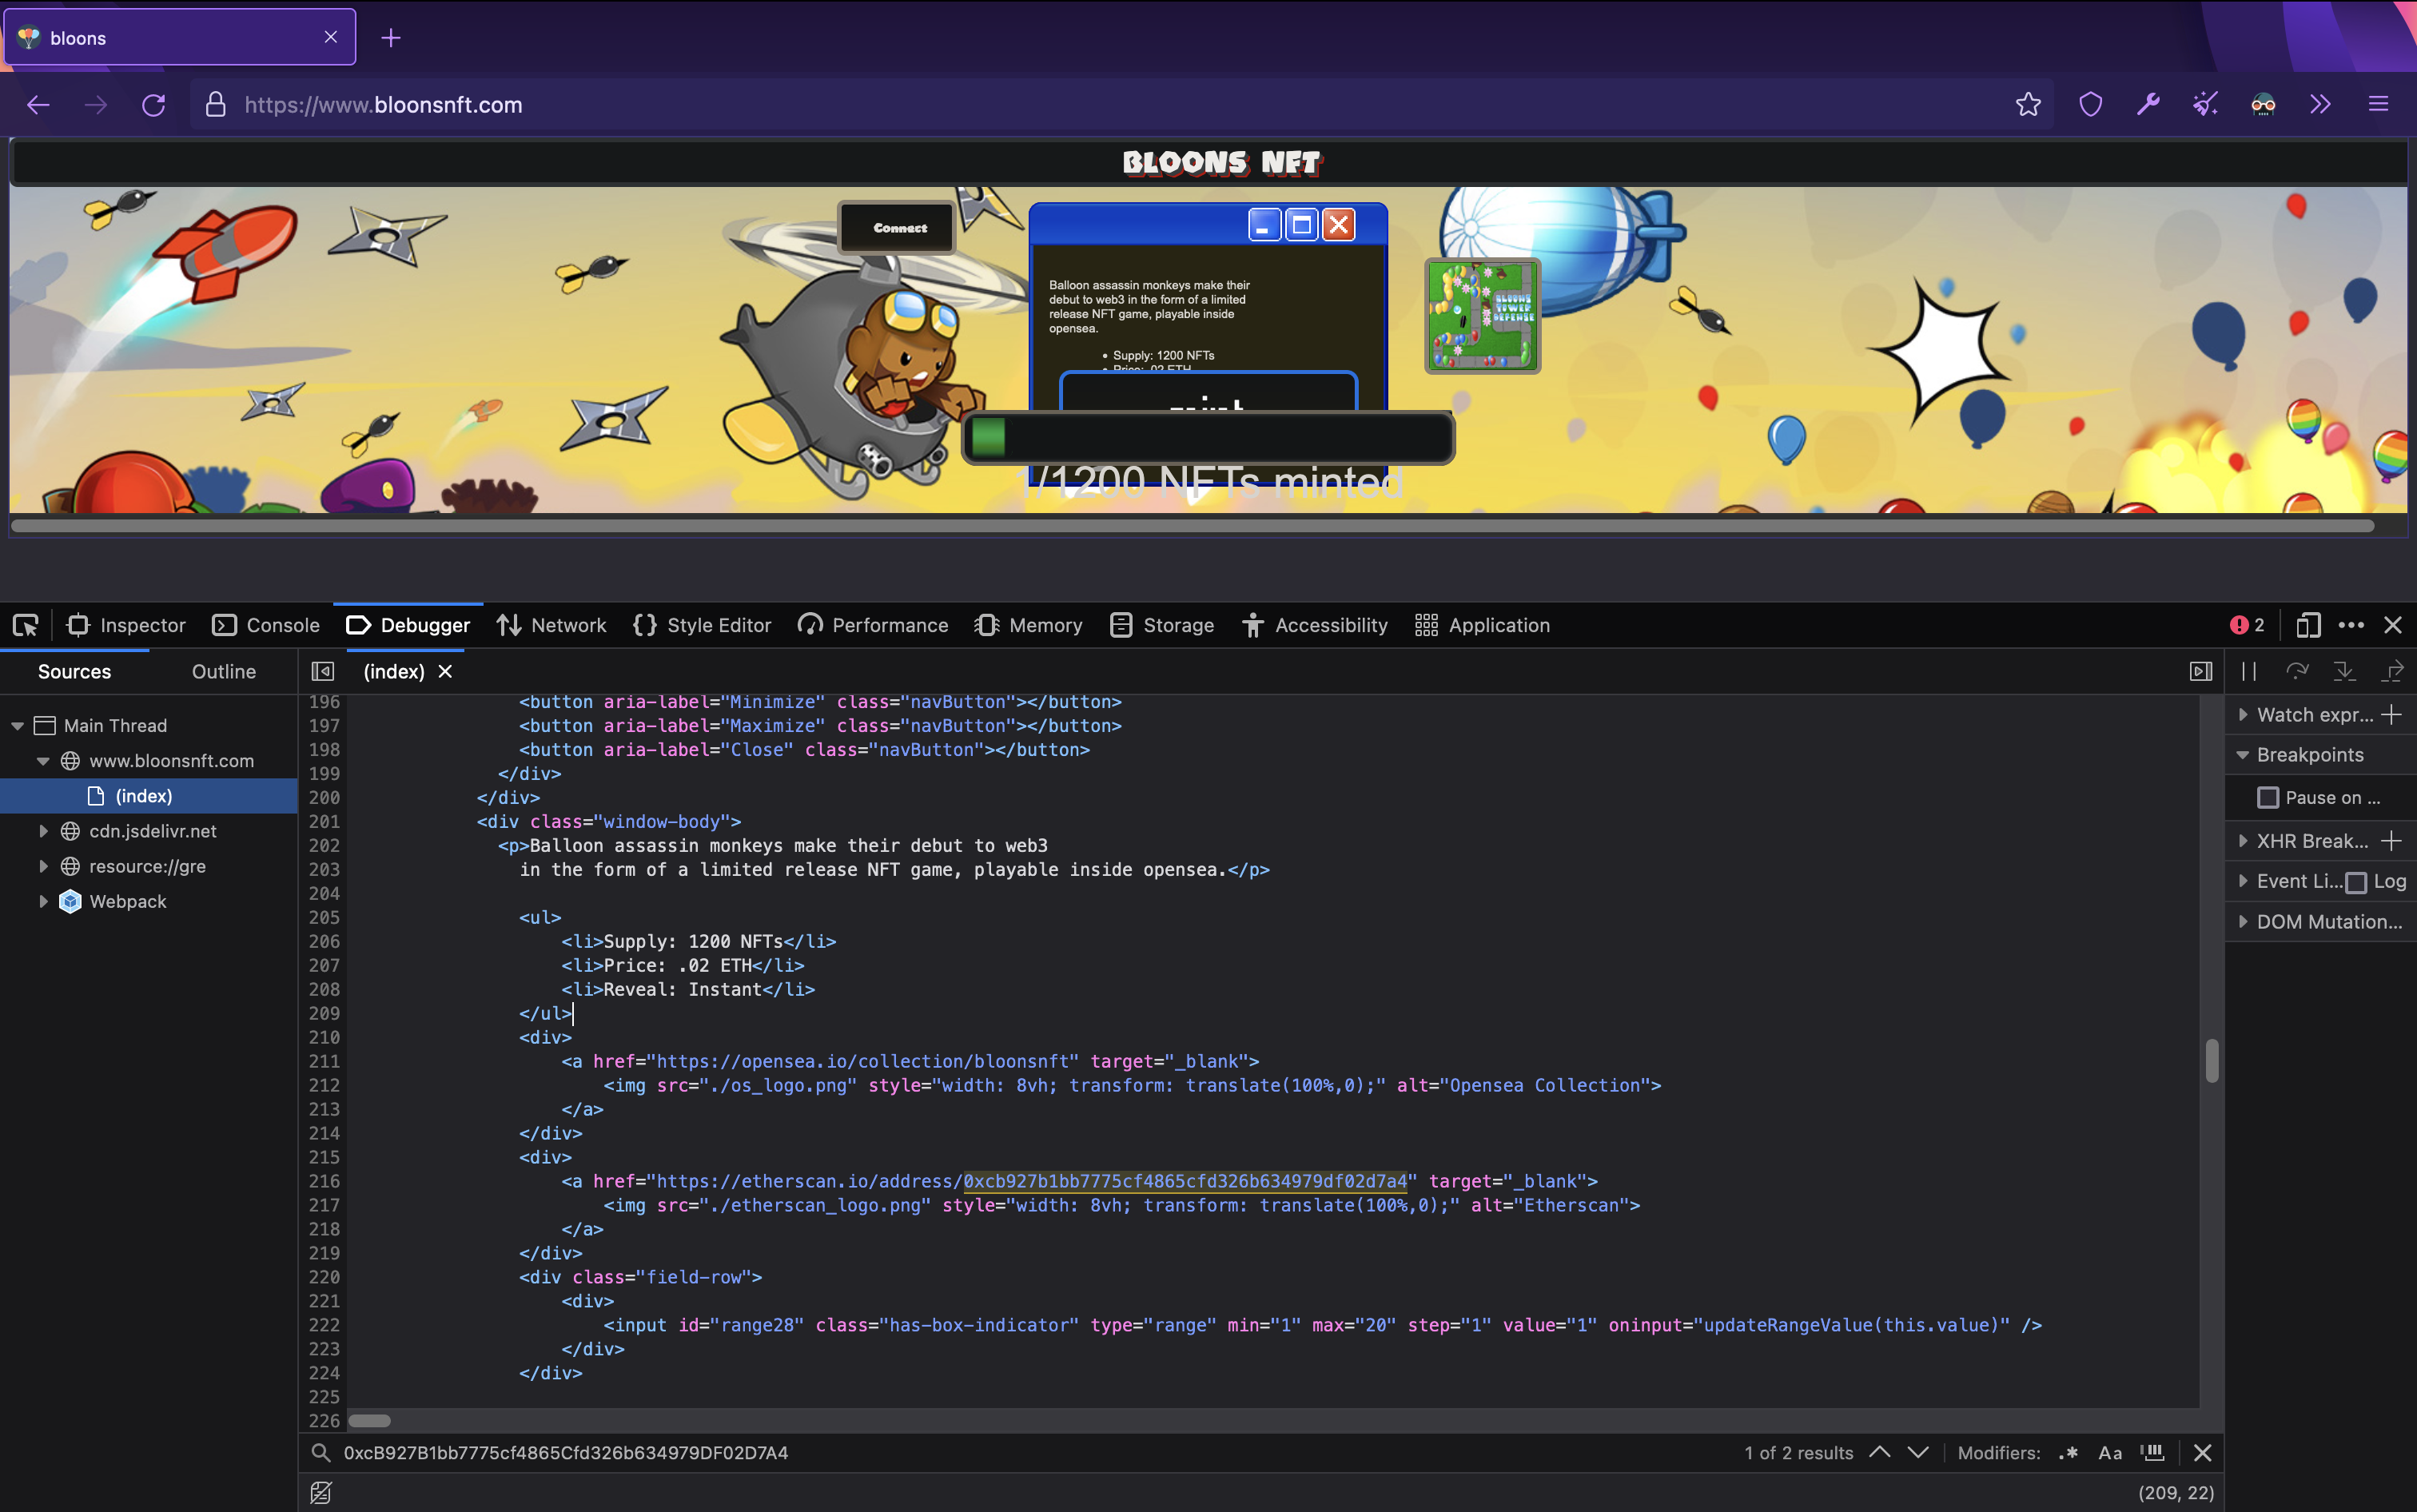 bloons
https://www.bloonsnft.com
BLOONS NFT
Connect
Balloon assassin monkeys make their
debut to web3 in the form of a limited
release NFT game, playable inside
opensea.
• Supply: 1200 NFTs
• Price: .02 ETH
mint
BLOONS
TOWER
DEFENSE
1/1200 NFTs minted
Inspector
Console
Debugger
Network
Style Editor
Performance
Memory
Storage
Accessibility
Application
2
Sources
Outline
(index)
Main Thread
www.bloonsnft.com
(index)
cdn.jsdelivr.net
resource://gre
Webpack
196 <button aria-label="Minimize" class="navButton"></button>
197 <button aria-label="Maximize" class="navButton"></button>
198 <button aria-label="Close" class="navButton"></button>
199 </div>
200 </div>
201 <div class="window-body">
202 <p>Balloon assassin monkeys make their debut to web3
203 in the form of a limited release NFT game, playable inside opensea.</p>
204
205 <ul>
206 <li>Supply: 1200 NFTs</li>
207 <li>Price: .02 ETH</li>
208 <li>Reveal: Instant</li>
209 </ul>
210 <div>
211 <a href="https://opensea.io/collection/bloonsnft" target="_blank">
212 <img src="./os_logo.png" style="width: 8vh; transform: translate(100%,0);" alt="Opensea Collection">
213 </a>
214 </div>
215 <div>
216 <a href="https://etherscan.io/address/0xcb927b1bb7775cf4865cfd326b634979df02d7a4" target="_blank">
217 <img src="./etherscan_logo.png" style="width: 8vh; transform: translate(100%,0);" alt="Etherscan">
218 </a>
219 </div>
220 <div class="field-row">
221 <div>
222 <input id="range28" class="has-box-indicator" type="range" min="1" max="20" step="1" value="1" oninput="updateRangeValue(this.value)" />
223 </div>
224 </div>
225
226
Watch expr...
Breakpoints
Pause on ...
XHR Break...
Event Li... Log
DOM Mutation...
0xcB927B1bb7775cf4865Cfd326b634979DF02D7A4
1 of 2 results
Modifiers: .* Aa
(209, 22)